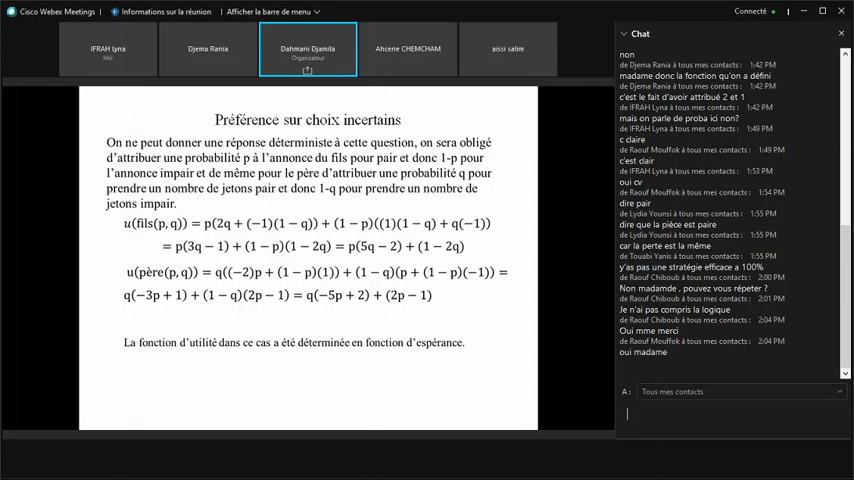 Cisco Webex Meetings
Informations sur la réunion
Afficher la barre de menu
Connecté
IFRAH Lyna
Moi
Djema Rania
Dahmani Djamila
Organisateur
Ahcene CHEMCHAM
aissi salim
Préférence sur choix incertains
On ne peut donner une réponse déterministe à cette question, on sera obligé
d’attribuer une probabilité p à l’annonce du fils pour pair et donc 1-p pour
l’annonce impair et de même pour le père d’attribuer une probabilité q pour
prendre un nombre de jetons pair et donc 1-q pour prendre un nombre de
jetons impair.
u(fils(p, q)) = p(2q + (−1)(1 − q)) + (1 − p)((1)(1 − q) + q(−1))
= p(3q − 1) + (1 − p)(1 − 2q) = p(5q − 2) + (1 − 2q)
u(père(p, q)) = q((−2)p + (1 − p)(1)) + (1 − q)(p + (1 − p)(−1)) =
q(−3p + 1) + (1 − q)(2p − 1) = q(−5p + 2) + (2p − 1)
La fonction d’utilité dans ce cas a été déterminée en fonction d’espérance.
Chat
non
de Djema Rania à tous mes contacts : 1:42 PM
madame donc la fonction qu'on a défini
de Djema Rania à tous mes contacts : 1:42 PM
c'est le fait d'avoir attribué 2 et 1
de IFRAH Lyna à tous mes contacts : 1:42 PM
mais on parle de proba ici non?
de IFRAH Lyna à tous mes contacts : 1:49 PM
c claire
de Raouf Mouffok à tous mes contacts : 1:49 PM
c'est clair
de IFRAH Lyna à tous mes contacts : 1:53 PM
oui cv
de Raouf Mouffok à tous mes contacts : 1:54 PM
dire pair
de Lydia Younsi à tous mes contacts : 1:55 PM
dire que la pièce est paire
de Lydia Younsi à tous mes contacts : 1:55 PM
car la perte est la même
de Touabi Yanis à tous mes contacts : 1:55 PM
y'as pas une stratégie efficace a 100%
de Raouf Chiboub à tous mes contacts : 2:00 PM
Non madamde , pouvez vous répeter ?
de Raouf Chiboub à tous mes contacts : 2:01 PM
Je n'ai pas compris la logique
de Raouf Chiboub à tous mes contacts : 2:04 PM
Oui mme merci
de Raouf Mouffok à tous mes contacts : 2:04 PM
oui madame
A : Tous mes contacts